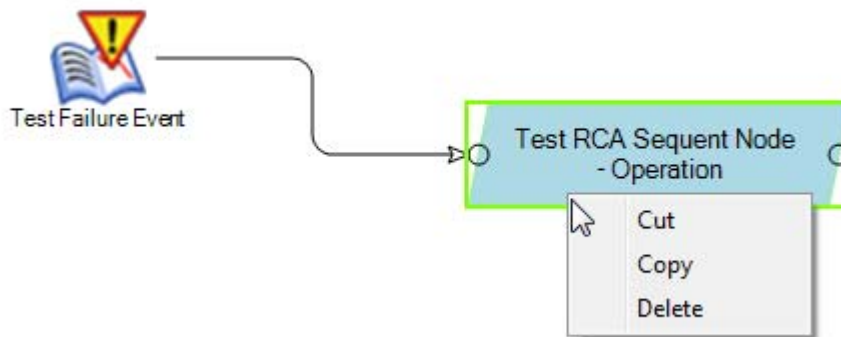 Test Failure Event
Test RCA Sequent Node
- Operation
Cut
Copy
Delete